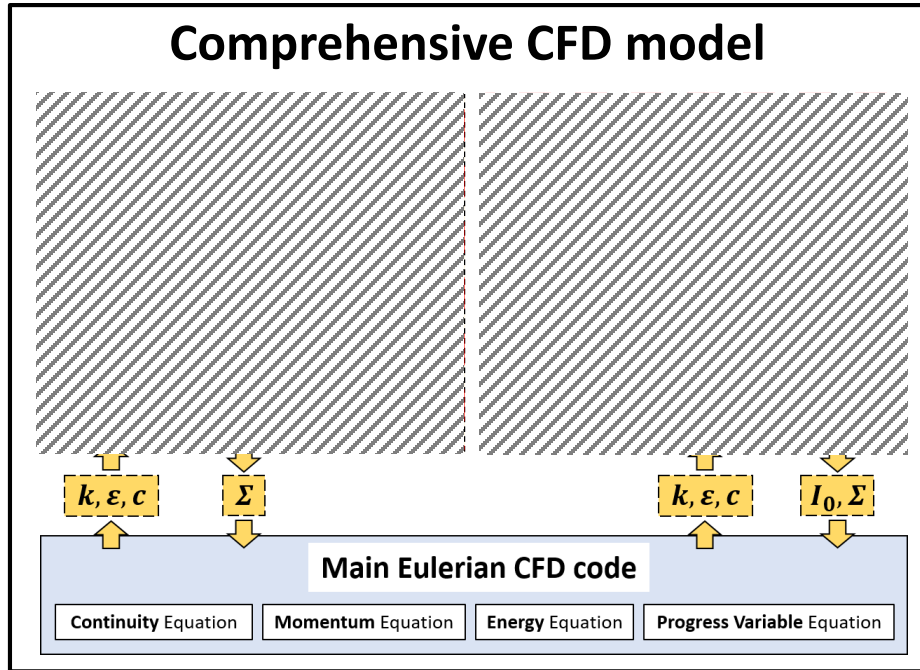 Comprehensive CFD model
k, ε, c
Σ
k, ε, c
I₀, Σ
Main Eulerian CFD code
Continuity Equation
Momentum Equation
Energy Equation
Progress Variable Equation